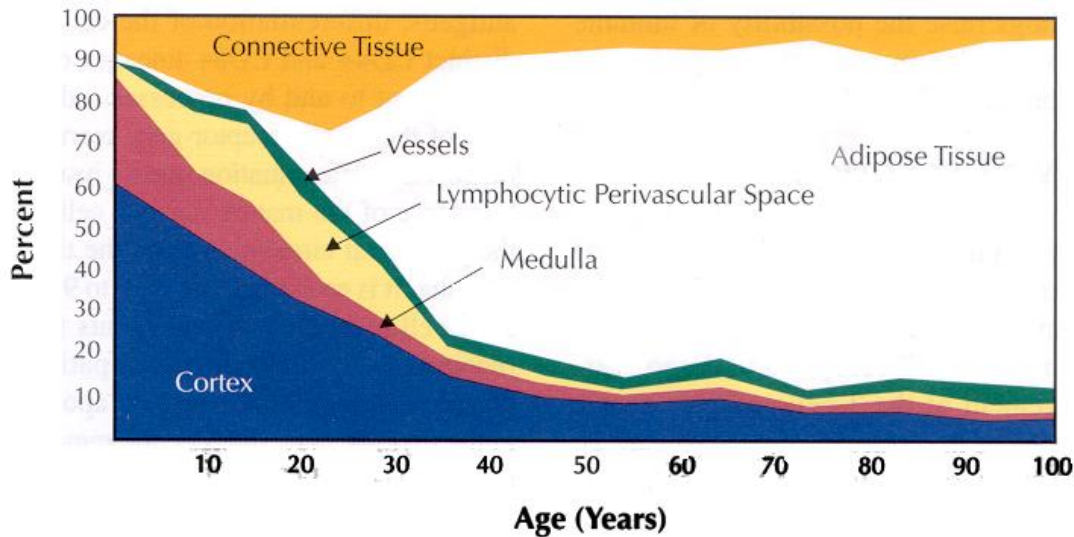 100
90
80
70
60
50
40
30
20
10
Percent
Connective Tissue
Vessels
Adipose Tissue
Lymphocytic Perivascular Space
Medulla
Cortex
10 20 30 40 50 60 70 80 90 100
Age (Years)